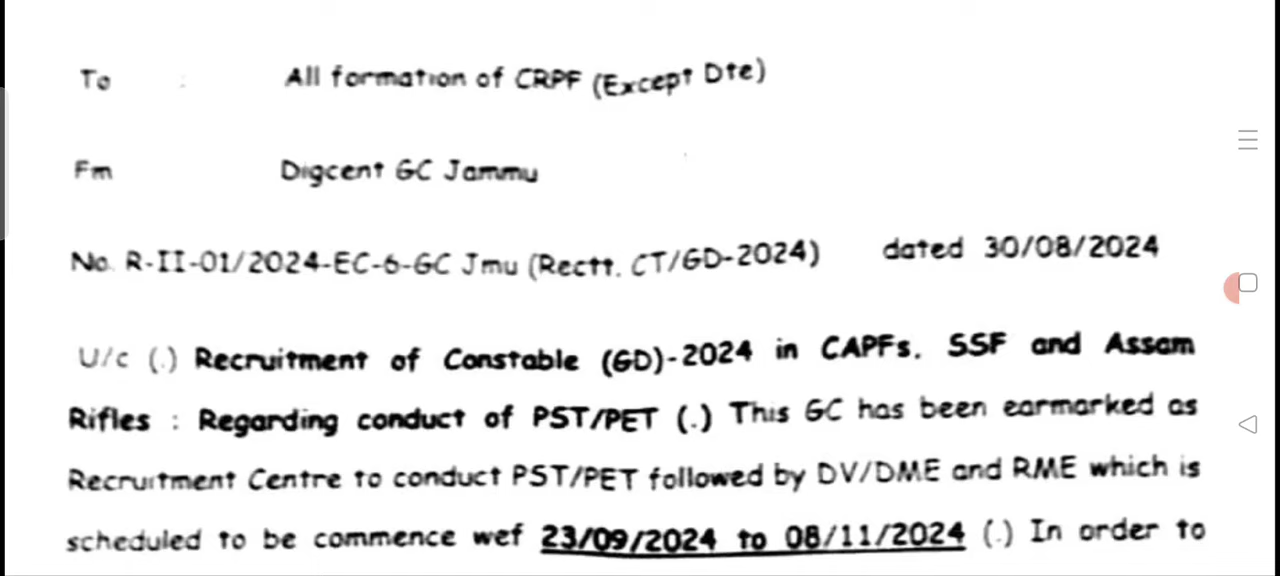 To : All formation of CRPF (Except Dte)
Fm Digcent GC Jammu
No. R-II-01/2024-EC-6-GC Jmu (Rectt. CT/GD-2024) dated 30/08/2024
U/c (.) Recruitment of Constable (GD)-2024 in CAPFs. SSF and Assam
Rifles : Regarding conduct of PST/PET (.) This GC has been earmarked as
Recruitment Centre to conduct PST/PET followed by DV/DME and RME which is
scheduled to be commence wef 23/09/2024 to 08/11/2024 (.) In order to